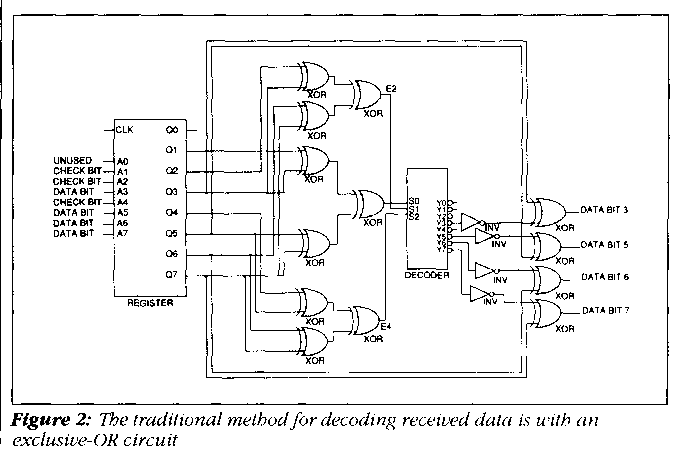 XOR
XOR
XOR
E2
CLK Q0
Q1
UNUSED A0
CHECK BIT A1 Q2
CHECK BIT A2
DATA BIT A3 Q3
CHECK BIT A4
DATA BIT A5 Q4
DATA BIT A6
DATA BIT A7 Q5
Q6
Q7
REGISTER
XOR
XOR
XOR
S0
S1
S2
DECODER
Y0
Y1
Y2
Y3
Y4
Y5
Y6
Y7
INV
INV
INV
INV
XOR
XOR
XOR
E4
XOR DATA BIT 3
XOR DATA BIT 5
XOR DATA BIT 6
XOR DATA BIT 7
Figure 2: The traditional method for decoding received data is with an
exclusive-OR circuit